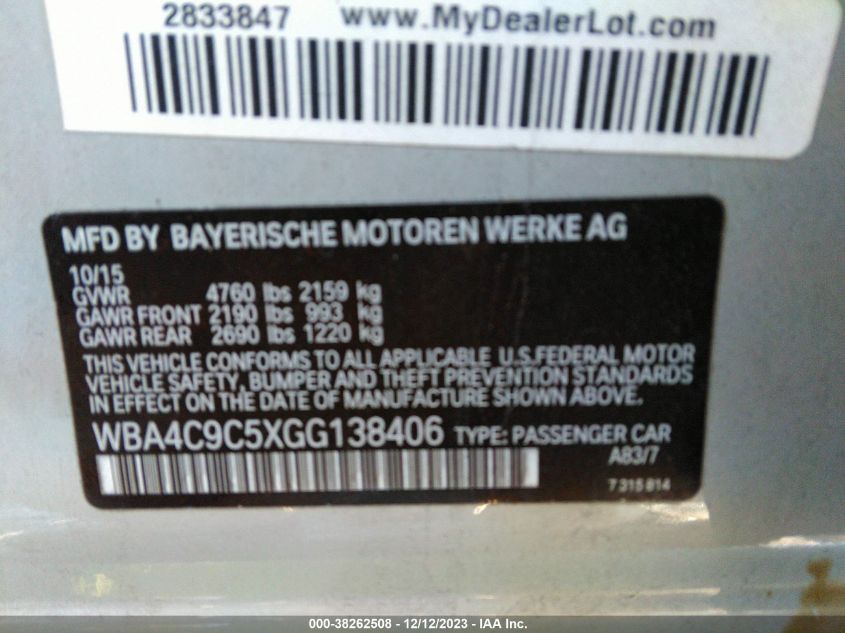 2833847 www.MyDealerLot.com
MFD BY BAYERISCHE MOTOREN WERKE AG
10/15
GVWR 4760 lbs 2159 kg
GAWR FRONT 2190 lbs 993 kg
GAWR REAR 2690 lbs 1220 kg
THIS VEHICLE CONFORMS TO ALL APPLICABLE U.S.FEDERAL MOTOR
VEHICLE SAFETY, BUMPER AND THEFT PREVENTION STANDARDS
IN EFFECT ON THE DATE OF MANUFACTURE SHOWN ABOVE.
WBA4C9C5XGG138406 TYPE: PASSENGER CAR
A83/7
7315814
000-38262508 - 12/12/2023 - IAA Inc.